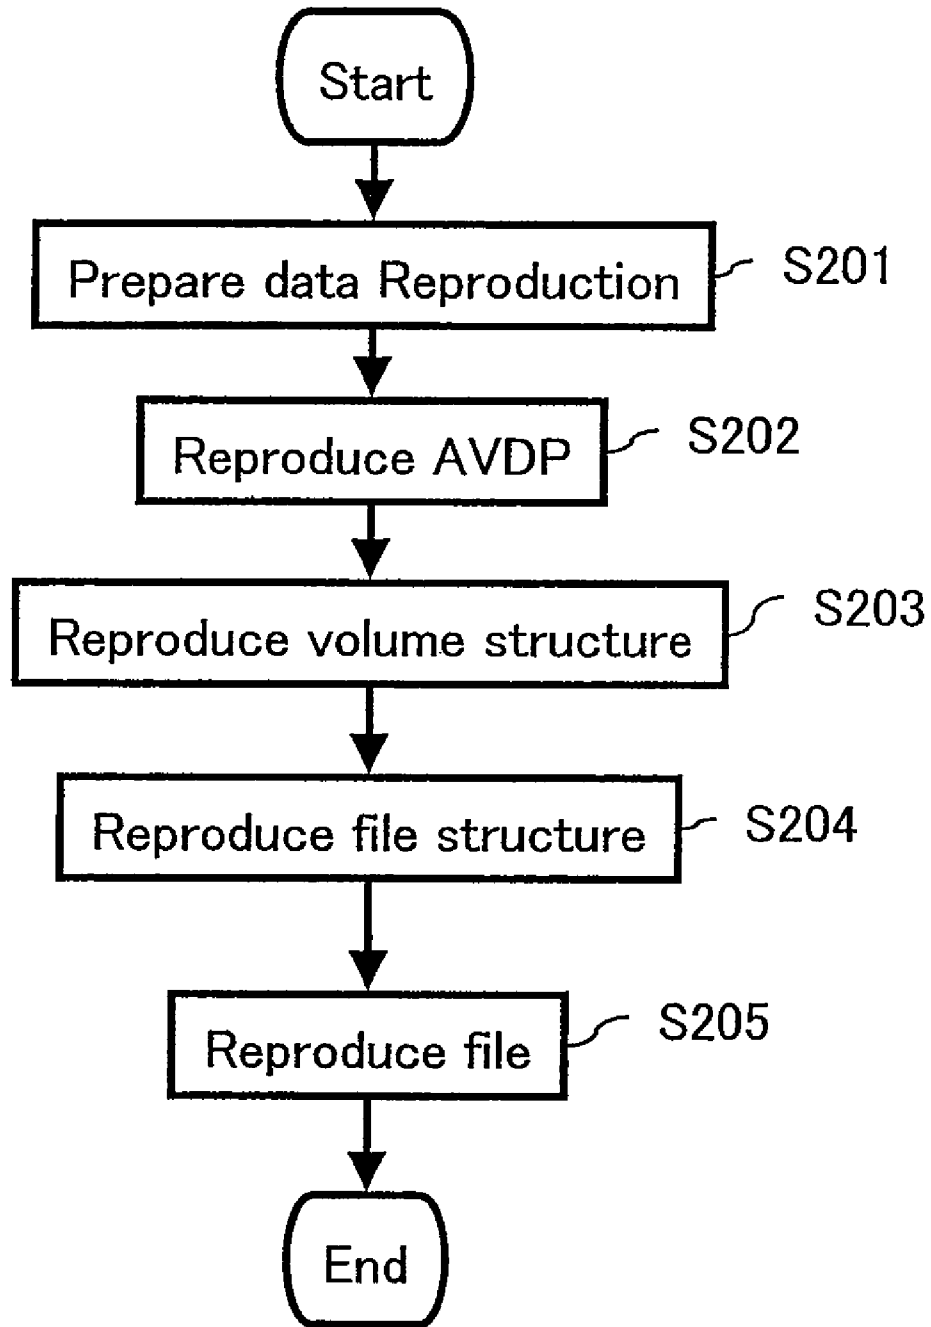 Start
Prepare data Reproduction
S201
Reproduce AVDP
S202
Reproduce volume structure
S203
Reproduce file structure
S204
Reproduce file
S205
End